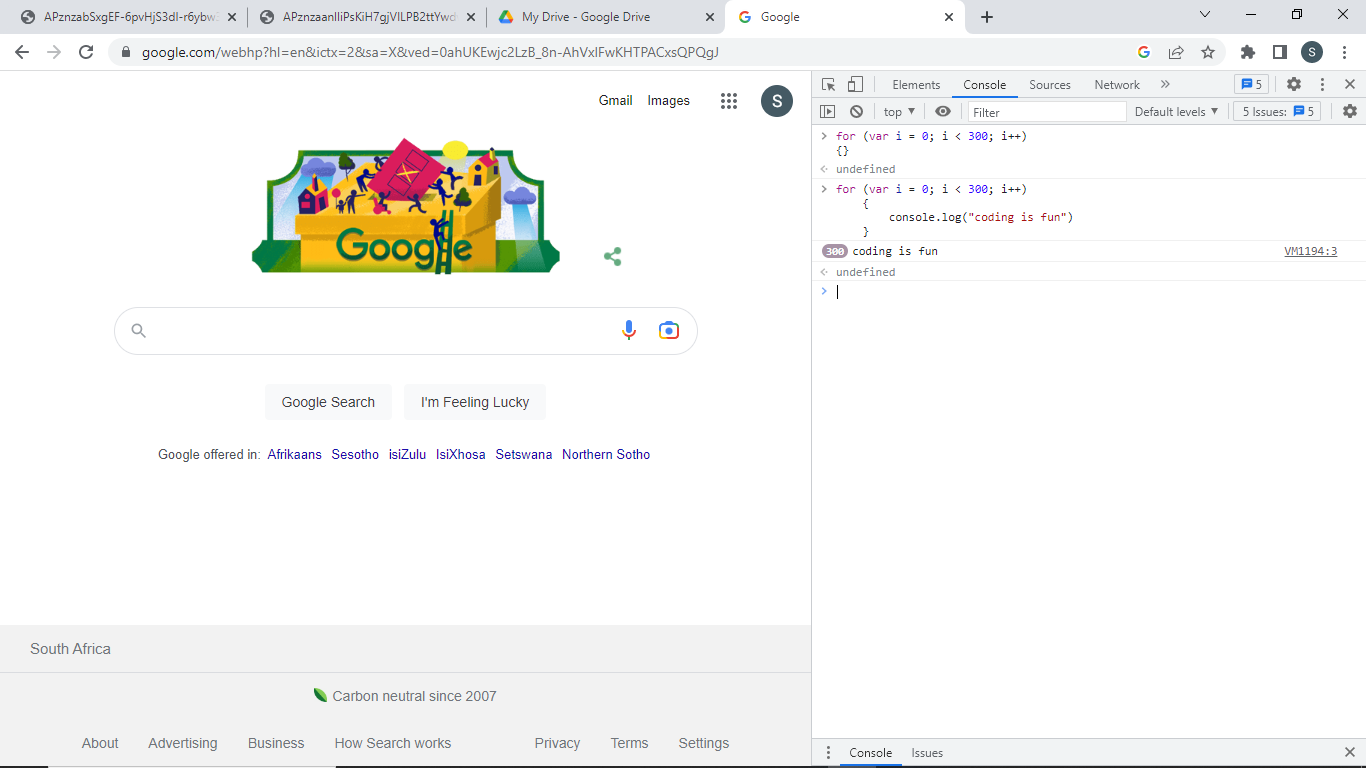 APznzabSxgEF-6pvHjS3dI-r6ybw
APznzaanIliPsKiH7gjVILPB2ttYwd
My Drive - Google Drive
Google
google.com/webhp?hl=en&ictx=2&sa=X&ved=0ahUKEwjc2LzB_8n-AhVxIFwKHTPACxsQPQgJ
S
Gmail
Images
S
Google
Google Search
I'm Feeling Lucky
Google offered in: Afrikaans Sesotho isiZulu IsiXhosa Setswana Northern Sotho
South Africa
Carbon neutral since 2007
About
Advertising
Business
How Search works
Privacy
Terms
Settings
Elements
Console
Sources
Network
5
top
Filter
Default levels
5 Issues: 5
for (var i = 0; i < 300; i++)
{}
undefined
for (var i = 0; i < 300; i++)
{
console.log("coding is fun")
}
300 coding is fun
VM1194:3
undefined
Console
Issues